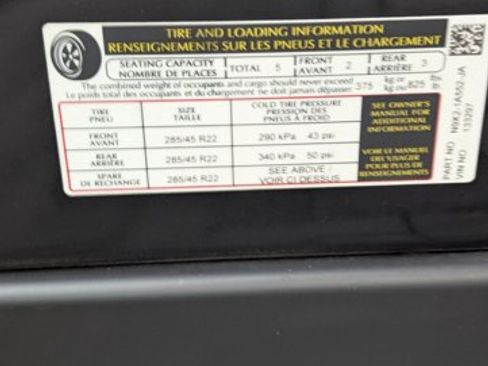 TIRE AND LOADING INFORMATION
RENSEIGNEMENTS SUR LES PNEUS ET LE CHARGEMENT
SEATING CAPACITY
NOMBRE DE PLACES
TOTAL 5
FRONT
AVANT 2
REAR
ARRIÈRE 3
The combined weight of occupants and cargo should never exceed
Le poids total des occupants et du chargement ne doit jamais dépasser
375 kg or
kg ou 825 lbs.
lb.
TIRE
PNEU
SIZE
TAILLE
COLD TIRE PRESSURE
PRESSION DES
PNEUS À FROID
FRONT
AVANT
285/45 R22
290 kPa 43 psi
REAR
ARRIÈRE
285/45 R22
340 kPa 50 psi
SPARE
DE RECHANGE
285/45 R22
SEE ABOVE /
VOIR CI DESSUS
SEE OWNER'S
MANUAL FOR
ADDITIONAL
INFORMATION
VOIR LE MANUEL
DE L'USAGER
POUR PLUS DE
RENSEIGNEMENTS
PART NO
VIN NO 133297